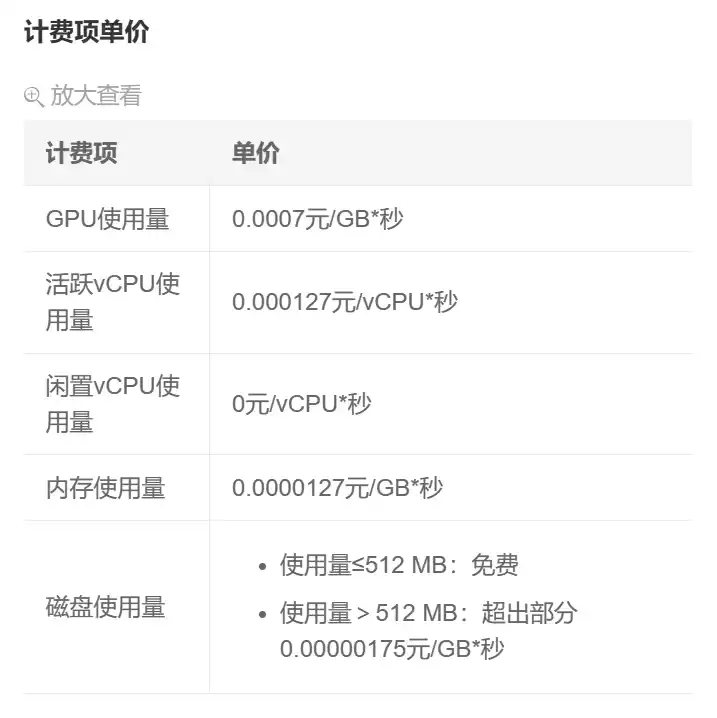 计费项单价
放大查看
计费项
单价
GPU使用量
0.0007元/GB*秒
活跃vCPU使
用量
0.000127元/vCPU*秒
闲置vCPU使
用量
0元/vCPU*秒
内存使用量
0.0000127元/GB*秒
磁盘使用量
• 使用量≤512 MB：免费
• 使用量＞512 MB：超出部分
0.00000175元/GB*秒